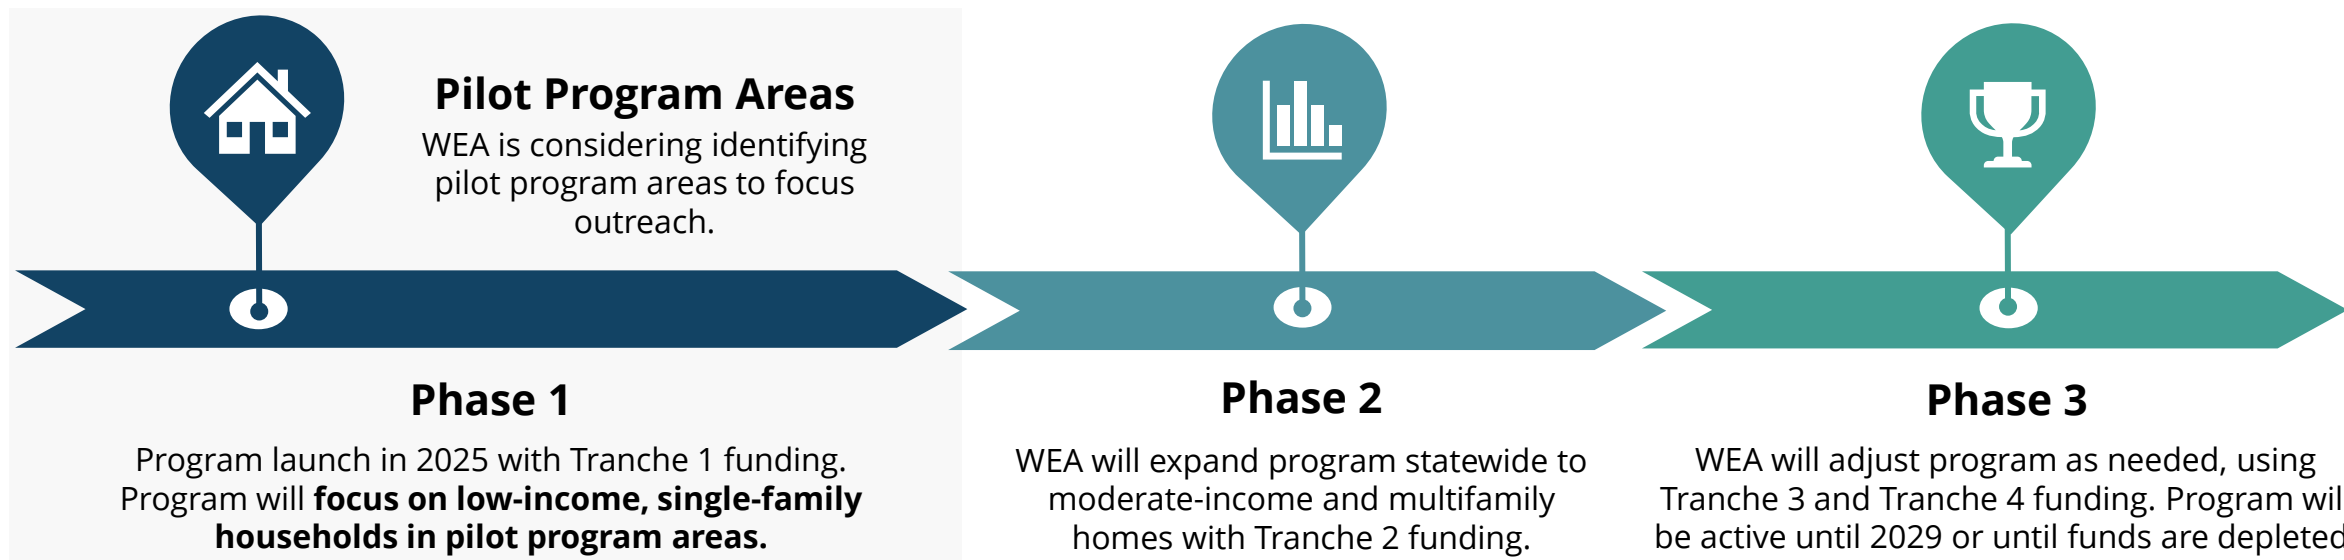 Pilot Program Areas
WEA is considering identifying
pilot program areas to focus
outreach.
Phase 1
Program launch in 2025 with Tranche 1 funding.
Program will focus on low-income, single-family
households in pilot program areas.
Phase 2
WEA will expand program statewide to
moderate-income and multifamily
homes with Tranche 2 funding.
Phase 3
WEA will adjust program as needed, using
Tranche 3 and Tranche 4 funding. Program will
be active until 2029 or until funds are depleted